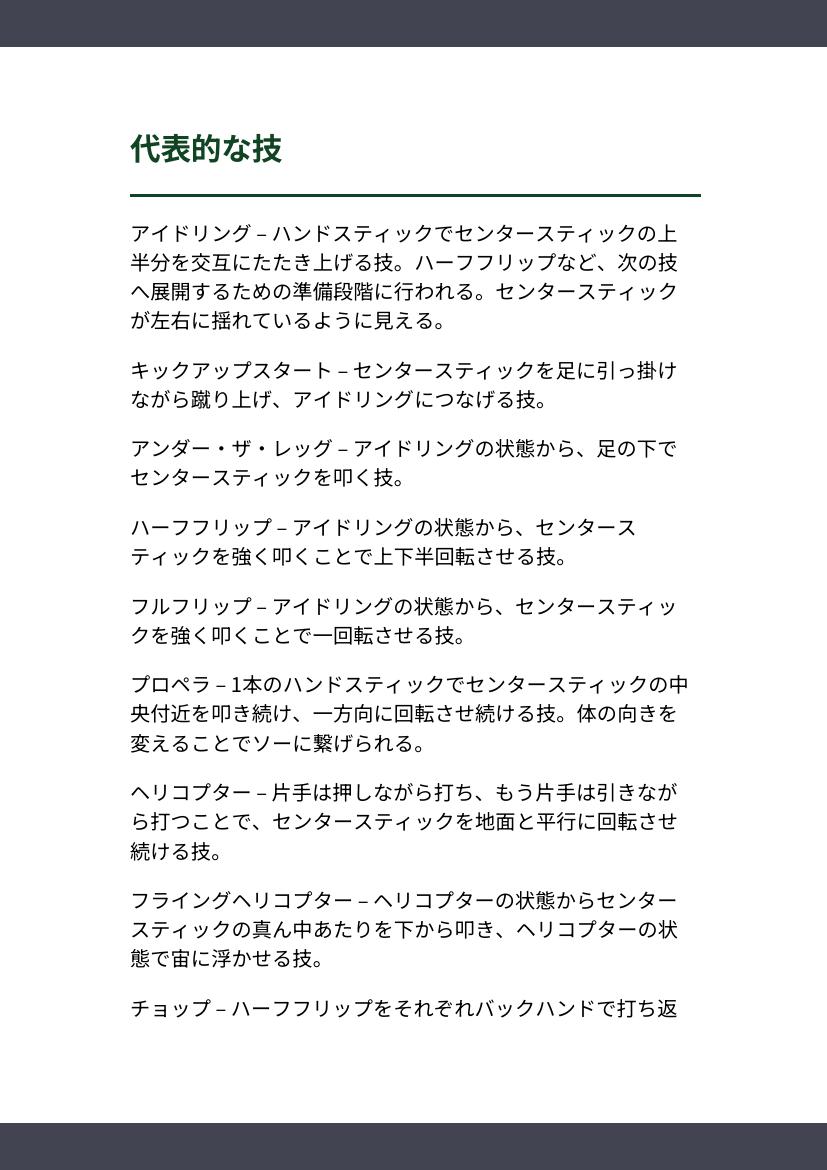 代表的な技
アイドリング – ハンドスティックでセンタースティックの上
半分を交互にたたき上げる技。ハーフフリップなど、次の技
へ展開するための準備段階に行われる。センタースティック
が左右に揺れているように見える。
キックアップスタート – センタースティックを足に引っ掛け
ながら蹴り上げ、アイドリングにつなげる技。
アンダー・ザ・レッグ – アイドリングの状態から、足の下で
センタースティックを叩く技。
ハーフフリップ – アイドリングの状態から、センタース
ティックを強く叩くことで上下半回転させる技。
フルフリップ – アイドリングの状態から、センタースティッ
クを強く叩くことで一回転させる技。
プロペラ – 1本のハンドスティックでセンタースティックの中
央付近を叩き続け、一方向に回転させ続ける技。体の向きを
変えることでソーに繋げられる。
ヘリコプター – 片手は押しながら打ち、もう片手は引きなが
ら打つことで、センタースティックを地面と平行に回転させ
続ける技。
フライングヘリコプター – ヘリコプターの状態からセンター
スティックの真ん中あたりを下から叩き、ヘリコプターの状
態で宙に浮かせる技。
チョップ – ハーフフリップをそれぞれバックハンドで打ち返